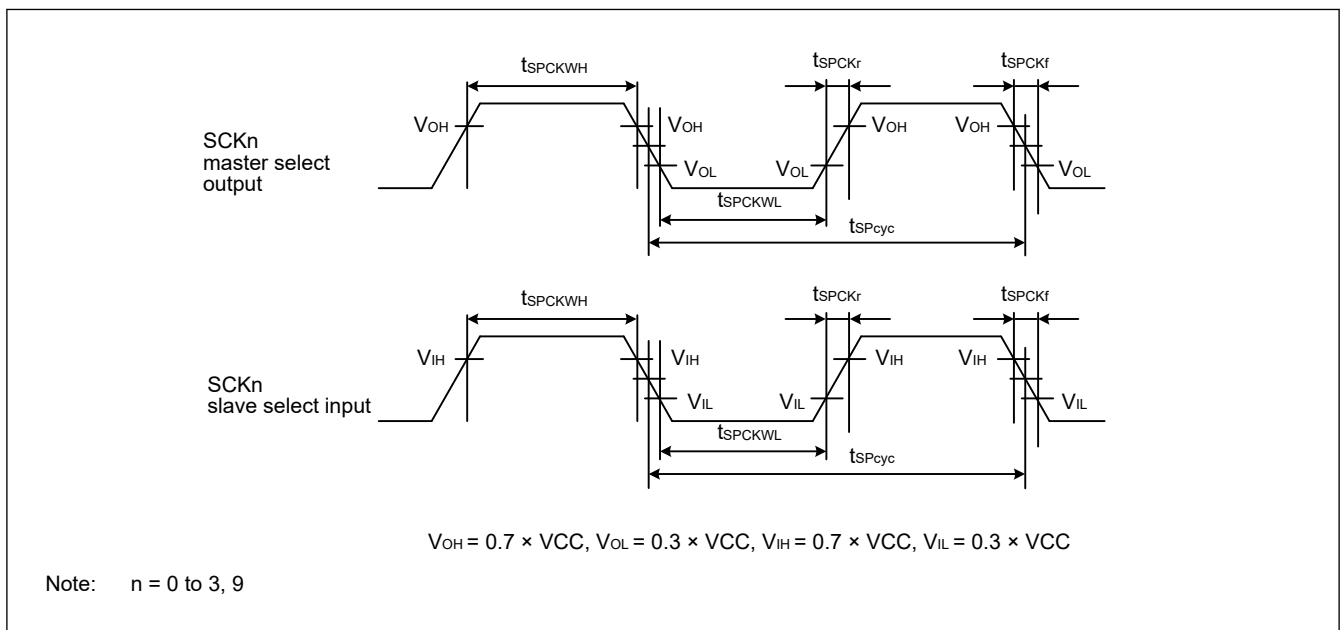 tSPCKWH
tSPCKr
tSPCKf
SCKn
master select
output
VOH
VOH
VOL
VOL
VOH
VOH
VOL
tSPCKWL
tSPcyc
tSPCKWH
tSPCKr
tSPCKf
SCKn
slave select input
VIH
VIH
VIL
VIL
VIH
VIH
VIL
tSPCKWL
tSPcyc
VOH = 0.7 × VCC, VOL = 0.3 × VCC, VIH = 0.7 × VCC, VIL = 0.3 × VCC
Note: n = 0 to 3, 9